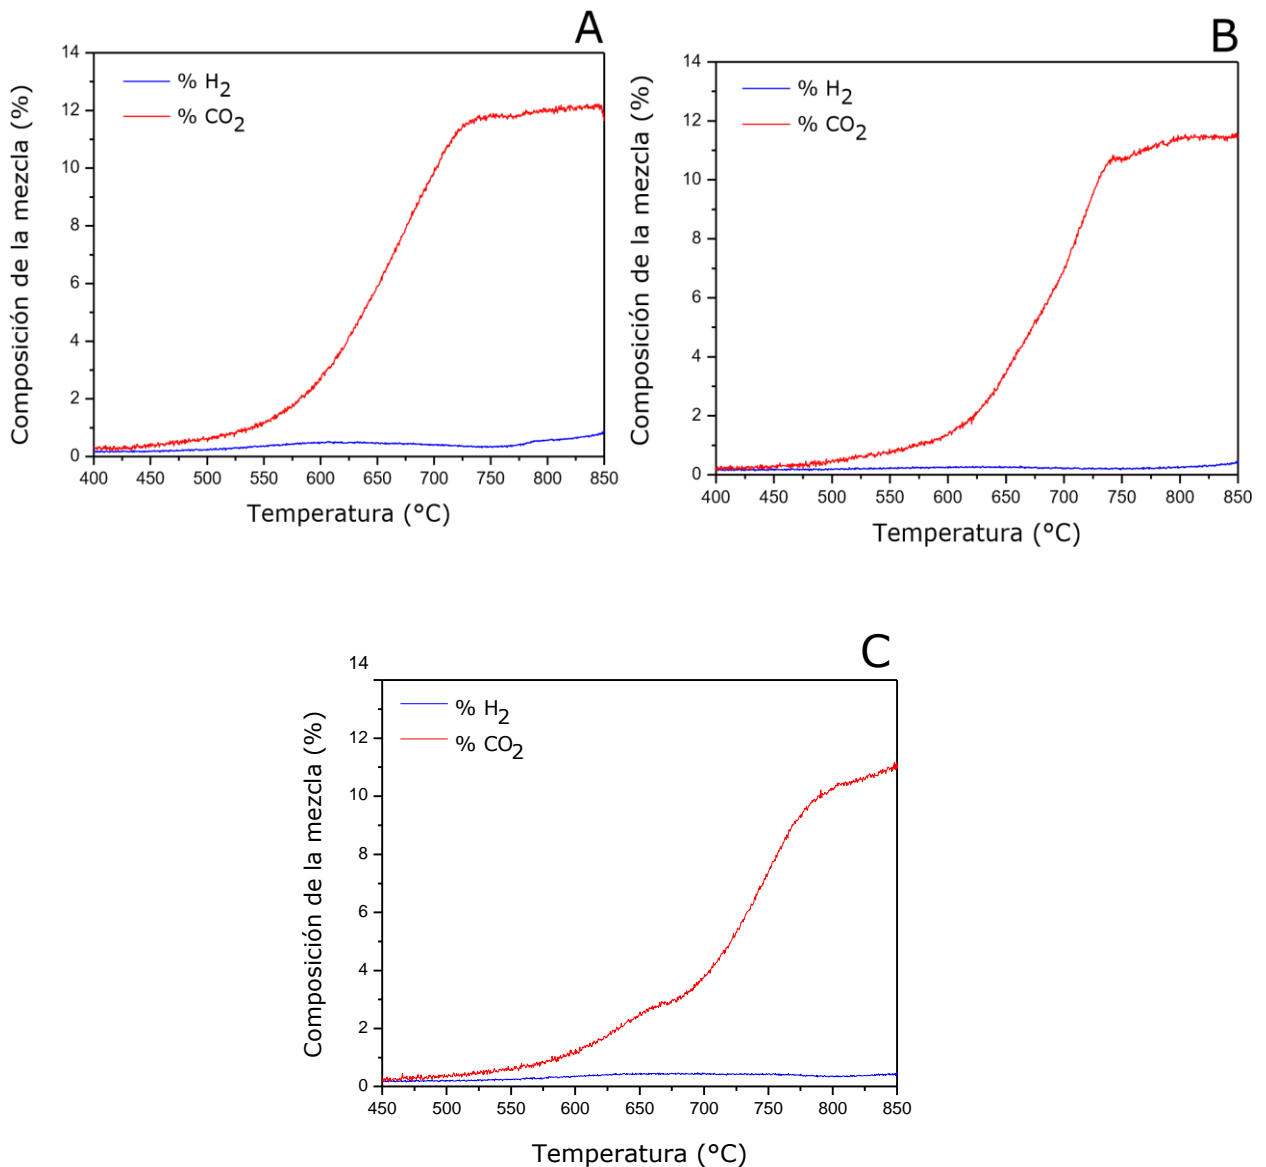 A
14
12
10
8
6
4
2
0
% H2
% CO2
Composición de la mezcla (%)
400 450 500 550 600 650 700 750 800 850
Temperatura (°C)
B
14
12
10
8
6
4
2
0
% H2
% CO2
Composición de la mezcla (%)
400 450 500 550 600 650 700 750 800 850
Temperatura (°C)
C
14
12
10
8
6
4
2
0
% H2
% CO2
Composición de la mezcla (%)
450 500 550 600 650 700 750 800 850
Temperatura (°C)